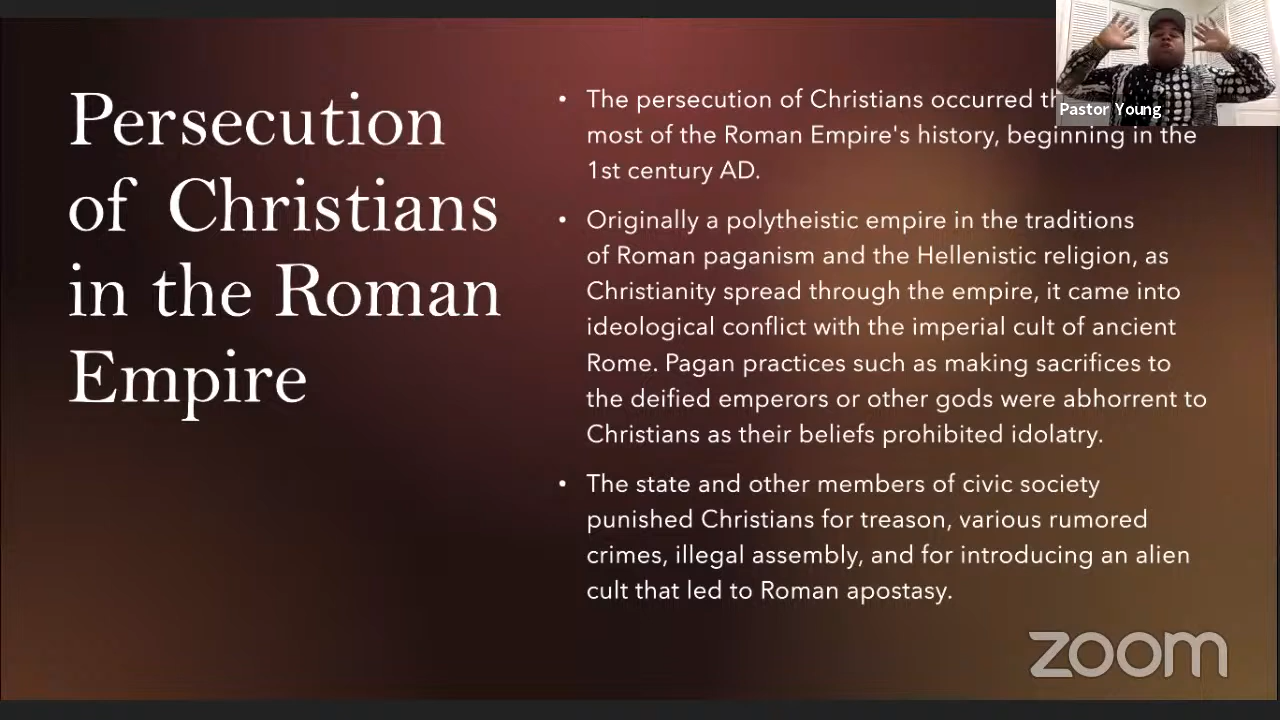 Persecution
of Christians
in the Roman
Empire
• The persecution of Christians occurred
most of the Roman Empire's history, beginning in the
1st century AD.
• Originally a polytheistic empire in the traditions
of Roman paganism and the Hellenistic religion, as
Christianity spread through the empire, it came into
ideological conflict with the imperial cult of ancient
Rome. Pagan practices such as making sacrifices to
the deified emperors or other gods were abhorrent to
Christians as their beliefs prohibited idolatry.
• The state and other members of civic society
punished Christians for treason, various rumored
crimes, illegal assembly, and for introducing an alien
cult that led to Roman apostasy.
Pastor Young
zoom